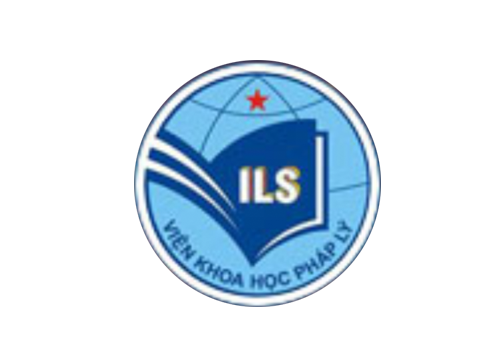 ILS
VIỆN KHOA HỌC PHÁP LÝ